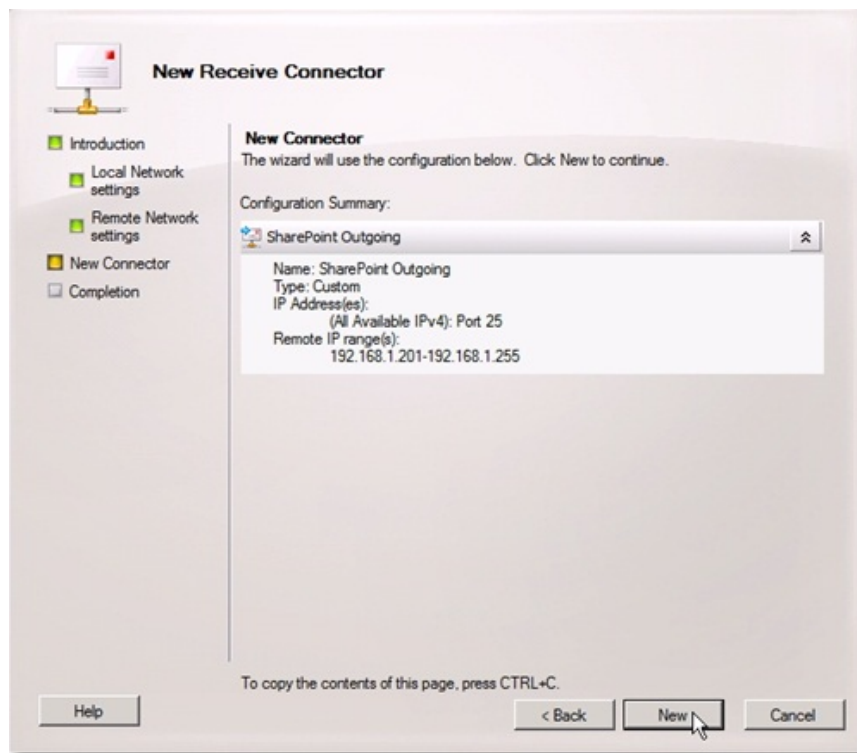 New Receive Connector
Introduction
Local Network
settings
Remote Network
settings
New Connector
Completion
New Connector
The wizard will use the configuration below.  Click New to continue.
Configuration Summary:
SharePoint Outgoing
Name: SharePoint Outgoing
Type: Custom
IP Address(es):
(All Available IPv4): Port 25
Remote IP range(s):
192.168.1.201-192.168.1.255
To copy the contents of this page, press CTRL+C.
Help
< Back
New
Cancel